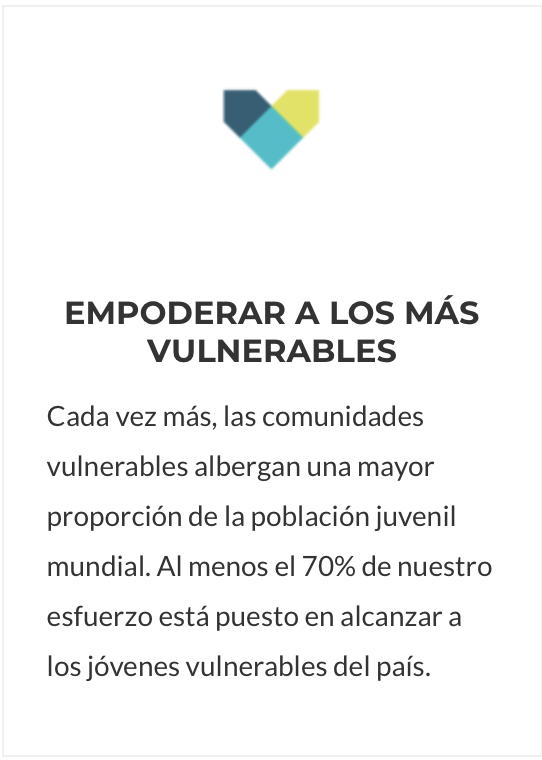 EMPODERAR A LOS MÁS
VULNERABLES
Cada vez más, las comunidades
vulnerables albergan una mayor
proporción de la población juvenil
mundial. Al menos el 70% de nuestro
esfuerzo está puesto en alcanzar a
los jóvenes vulnerables del país.